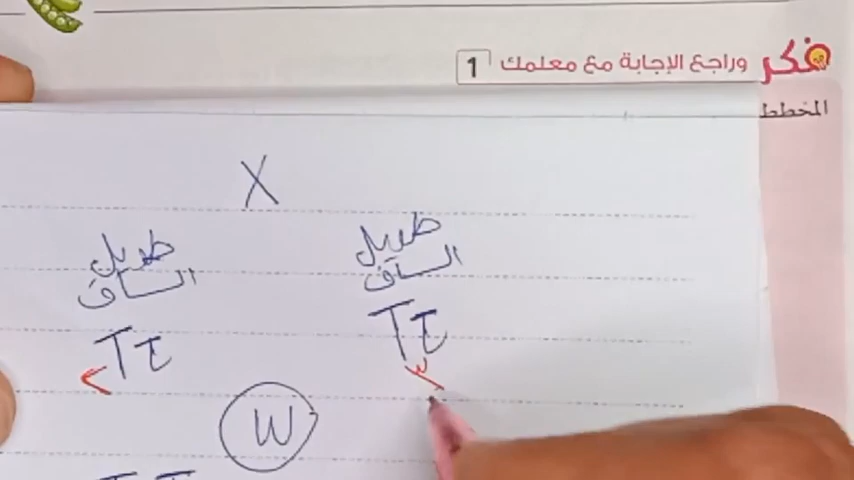 فكر وراجع الإجابة مع معلمك 1
المخطط
X
طويل الساق
طويل الساق
Tt
Tt
W